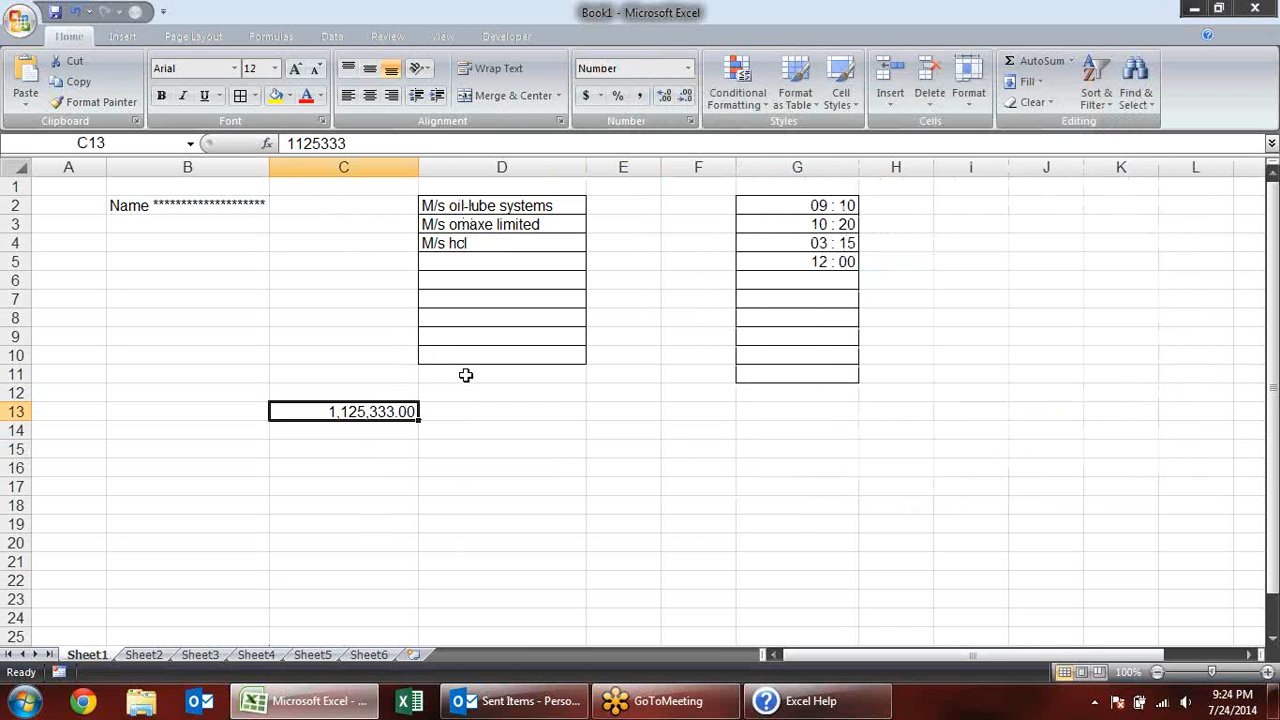 Book1 - Microsoft Excel
Home Insert Page Layout Formulas Data Review View Developer
Paste Cut Copy Format Painter Clipboard
Arial 12 A A B I U A Font
Wrap Text Merge & Center Alignment
Number $ % , .0 .00 .00 .0 Number
Conditional Formatting Format as Table Cell Styles Styles
Insert Delete Format Cells
Σ AutoSum Fill Clear Sort & Filter Find & Select Editing
C13 fx 1125333
A B C D E F G H I J K L
1
2 Name ******************** M/s oil-lube systems 09 : 10
3 M/s omaxe limited 10 : 20
4 M/s hcl 03 : 15
5 12 : 00
6
7
8
9
10
11
12
13 1,125,333.00
14
15
16
17
18
19
20
21
22
23
24
25
Sheet1 Sheet2 Sheet3 Sheet4 Sheet5 Sheet6
Ready 100%
Microsoft Excel - ... Sent Items - Perso... GoToMeeting Excel Help 9:24 PM
7/24/2014